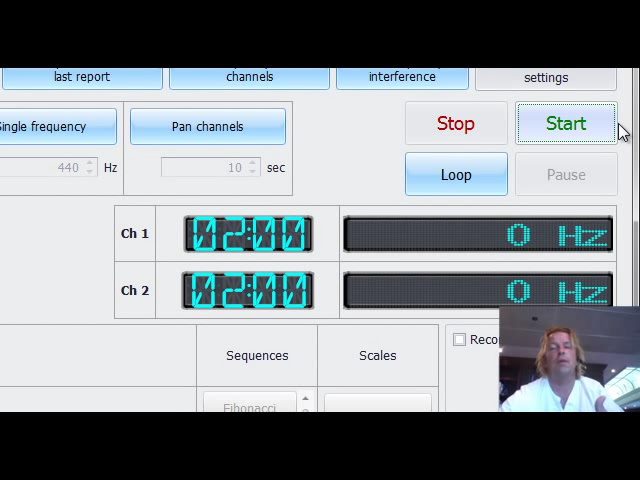 last report
channels
interference
settings
Single frequency
Pan channels
Stop
Start
440 Hz
10 sec
Loop
Pause
Ch 1
02:00
0 Hz
Ch 2
02:00
0 Hz
Sequences
Scales
Fibonacci